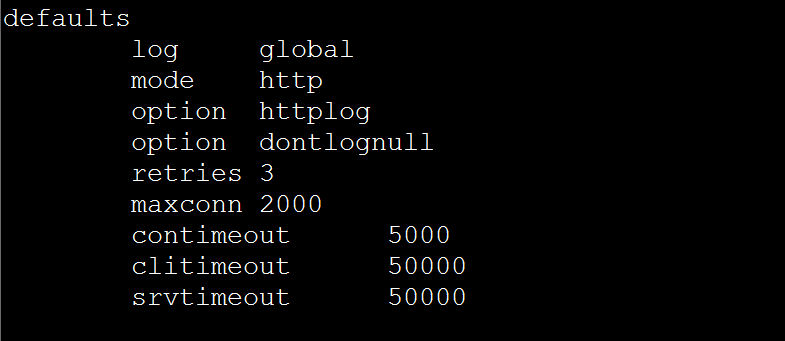 defaults
log global
mode http
option httplog
option dontlognull
retries 3
maxconn 2000
contimeout 5000
clitimeout 50000
srvtimeout 50000